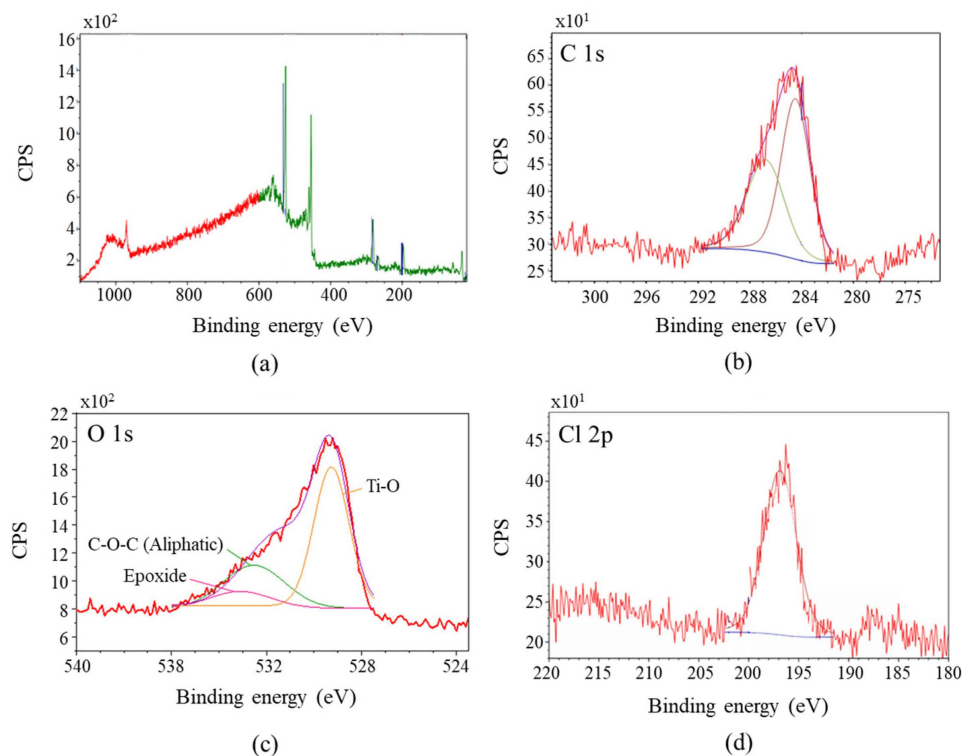 x10²
16
14
12
10
8
6
4
2
CPS
1000 800 600 400 200
Binding energy (eV)
(a)
x10¹
C 1s
65
60
55
50
45
40
35
30
25
CPS
300 296 292 288 284 280 275
Binding energy (eV)
(b)
x10²
O 1s
22
20
18
16
14
12
10
8
6
CPS
Ti-O
C-O-C (Aliphatic)
Epoxide
540 538 532 528 524
Binding energy (eV)
(c)
x10¹
Cl 2p
45
40
35
30
25
20
CPS
220 215 210 205 200 195 190 185 180
Binding energy (eV)
(d)